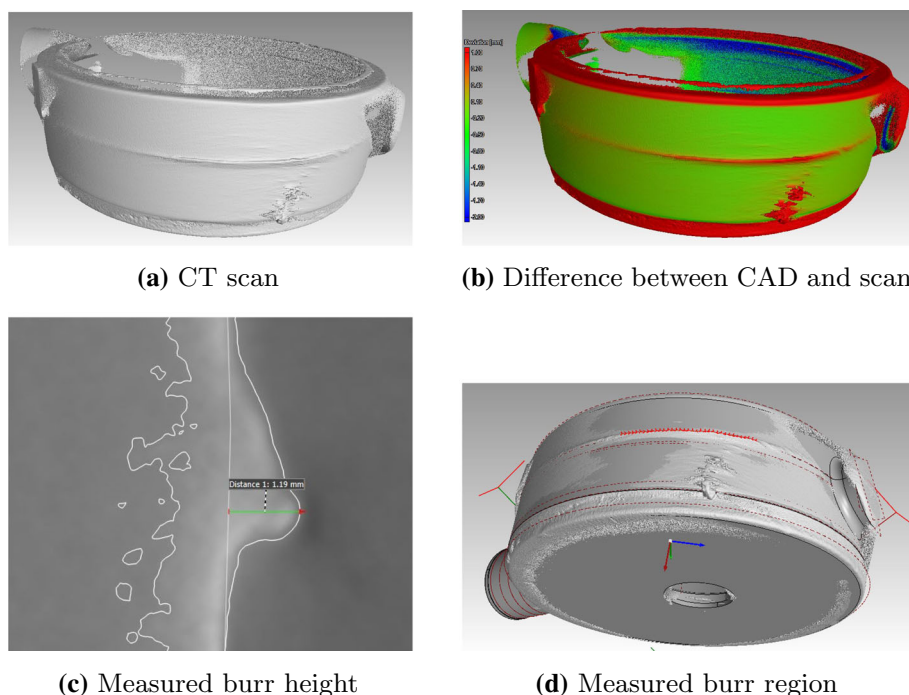 Deviation [mm]
(a) CT scan
(b) Difference between CAD and scan
Distance 1: 1.19 mm
(c) Measured burr height
(d) Measured burr region